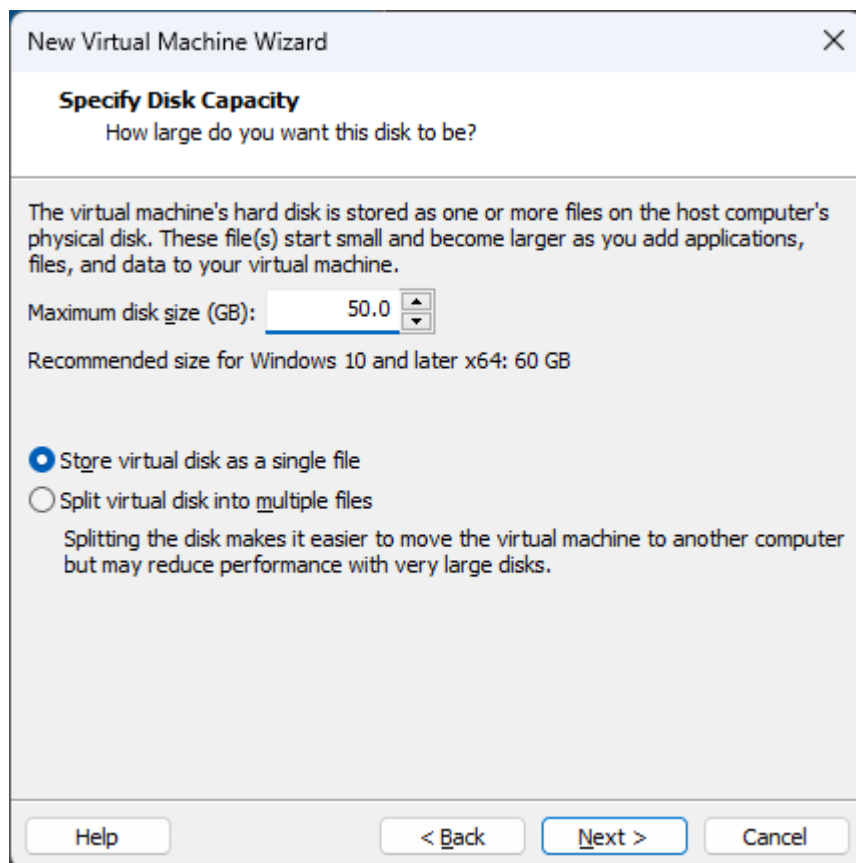 New Virtual Machine Wizard
Specify Disk Capacity
How large do you want this disk to be?
The virtual machine's hard disk is stored as one or more files on the host computer's
physical disk. These file(s) start small and become larger as you add applications,
files, and data to your virtual machine.
Maximum disk size (GB): 50.0
Recommended size for Windows 10 and later x64: 60 GB
Store virtual disk as a single file
Split virtual disk into multiple files
Splitting the disk makes it easier to move the virtual machine to another computer
but may reduce performance with very large disks.
Help < Back Next > Cancel